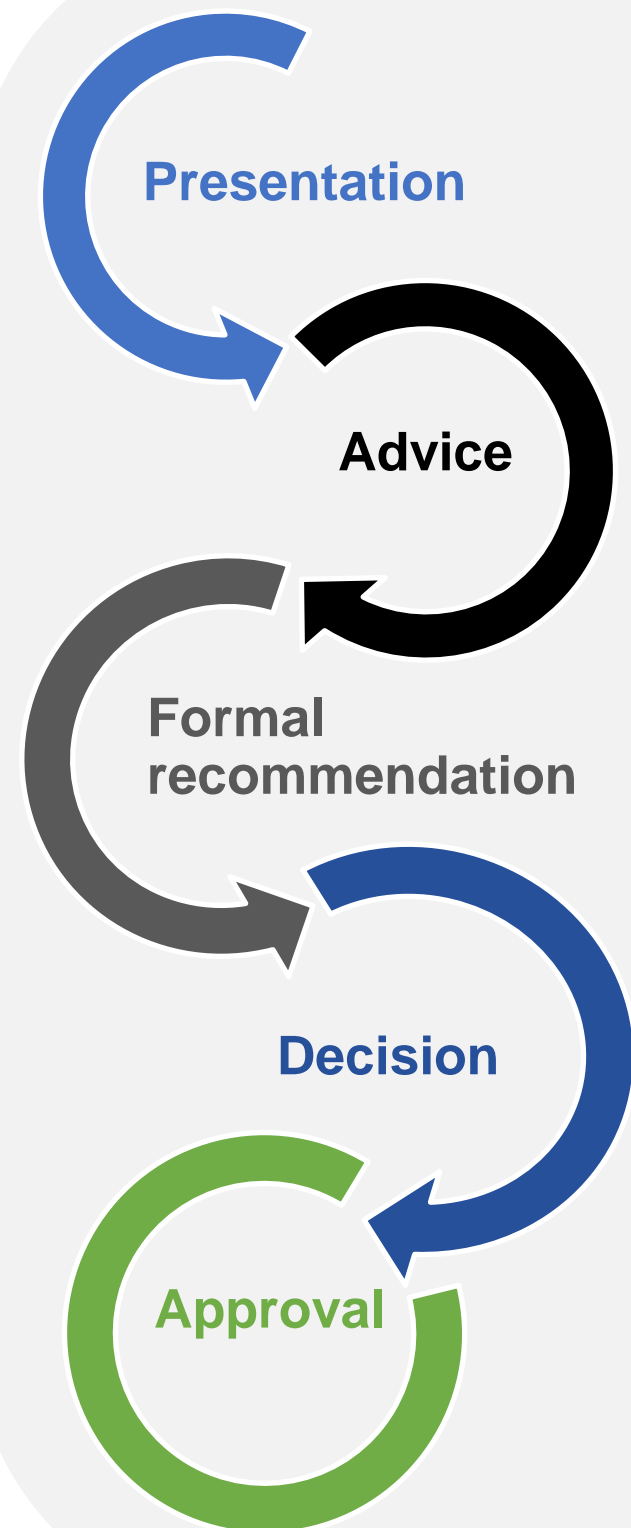 Presentation
Advice
Formal
recommendation
Decision
Approval